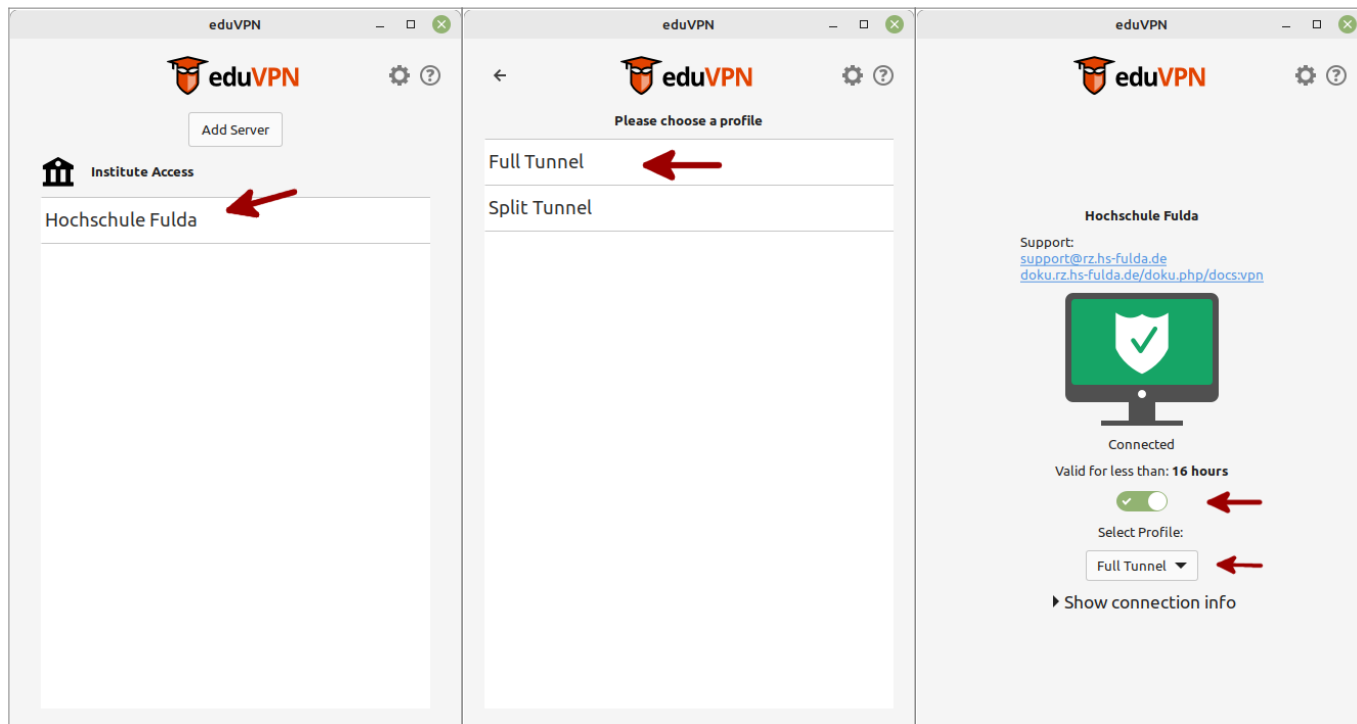 eduVPN
eduVPN
Add Server
Institute Access
Hochschule Fulda
eduVPN
eduVPN
Please choose a profile
Full Tunnel
Split Tunnel
eduVPN
eduVPN
Hochschule Fulda
Support:
support@rz.hs-fulda.de
doku.rz.hs-fulda.de/doku.php/docs:vpn
Connected
Valid for less than: 16 hours
Select Profile:
Full Tunnel
Show connection info